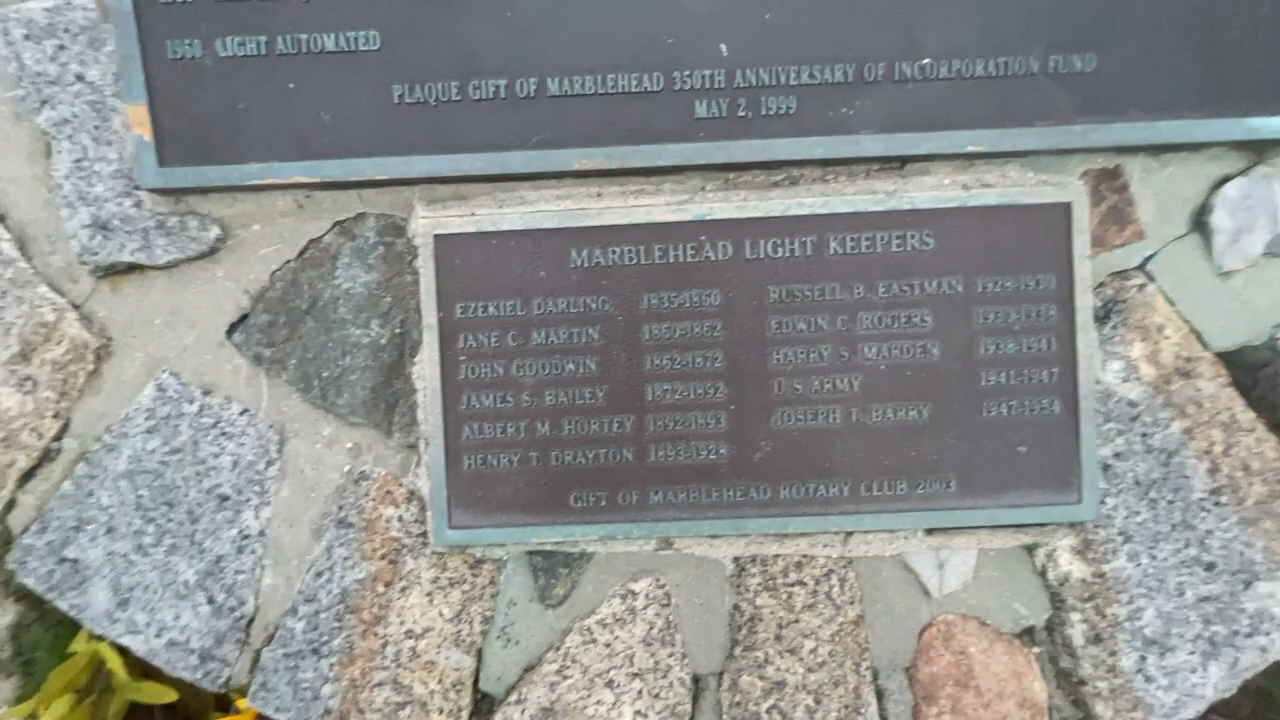 1960 LIGHT AUTOMATED
PLAQUE GIFT OF MARBLEHEAD 350TH ANNIVERSARY OF INCORPORATION FUND
MAY 2, 1999
MARBLEHEAD LIGHT KEEPERS
EZEKIEL DARLING 1835-1860
JANE C. MARTIN 1860-1862
JOHN GOODWIN 1862-1872
JAMES S. BAILEY 1872-1892
ALBERT M. HORTEY 1892-1893
HENRY T. DRAYTON 1893-1928
RUSSELL B. EASTMAN 1928-1930
EDWIN C. ROGERS
HARRY S. MARDEN 1938-1941
U S ARMY 1941-1947
JOSEPH T. BARRY 1947-1954
GIFT OF MARBLEHEAD ROTARY CLUB 2003